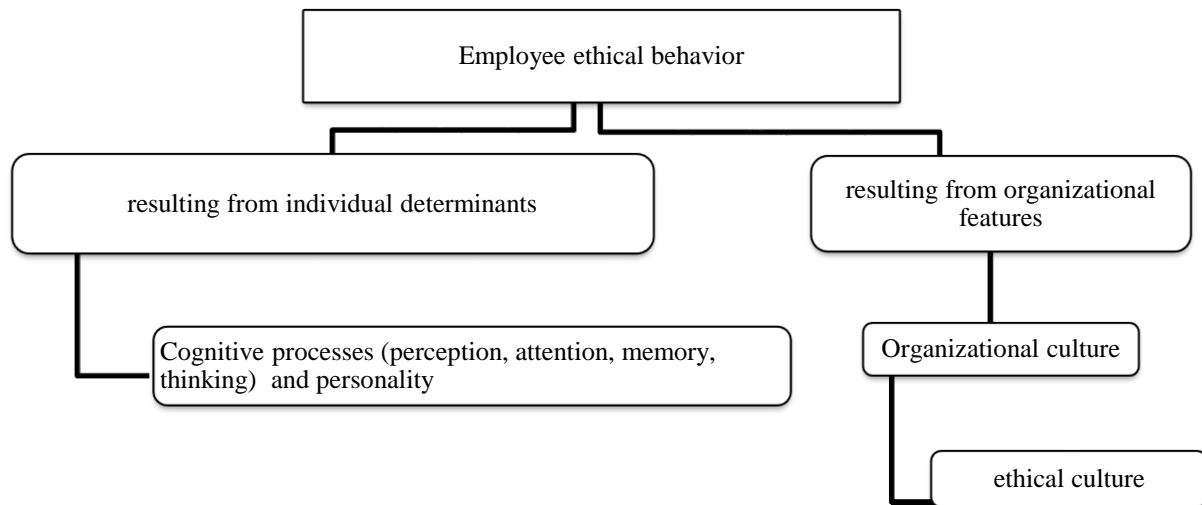 Employee ethical behavior
resulting from individual determinants
resulting from organizational
features
Cognitive processes (perception, attention, memory,
thinking)  and personality
Organizational culture
ethical culture